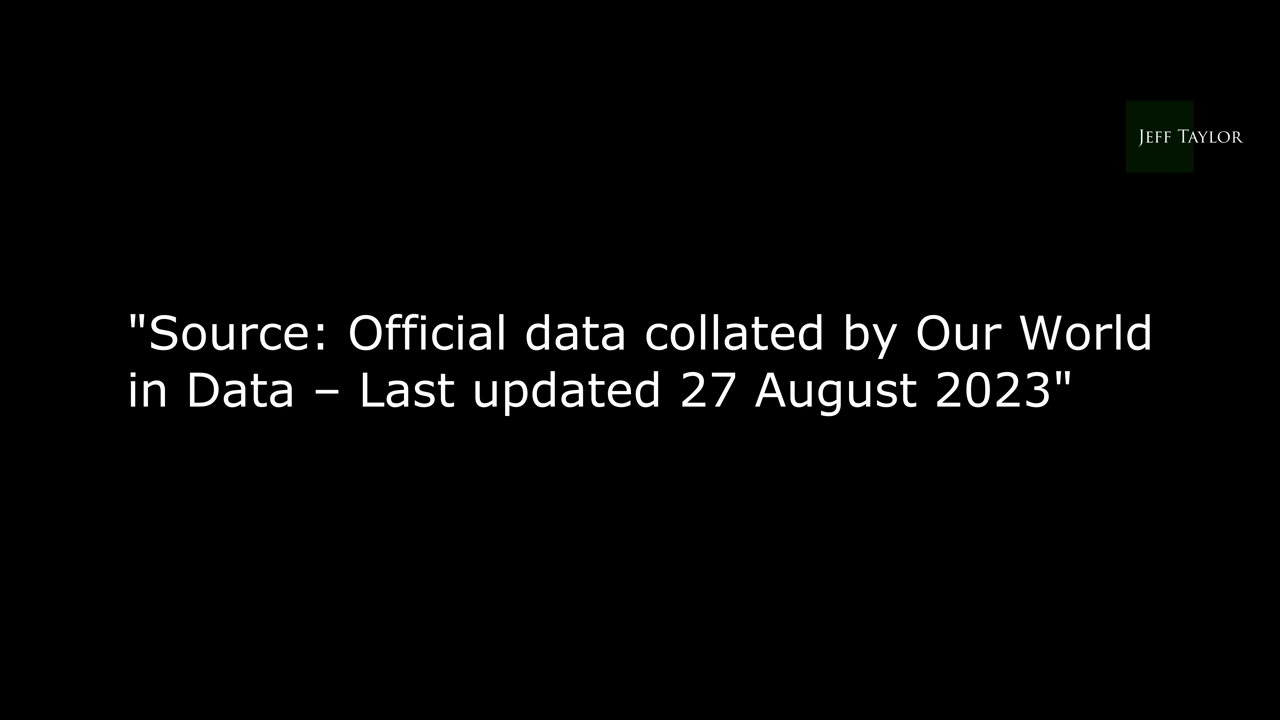 Jeff Taylor
"Source: Official data collated by Our World
in Data – Last updated 27 August 2023"